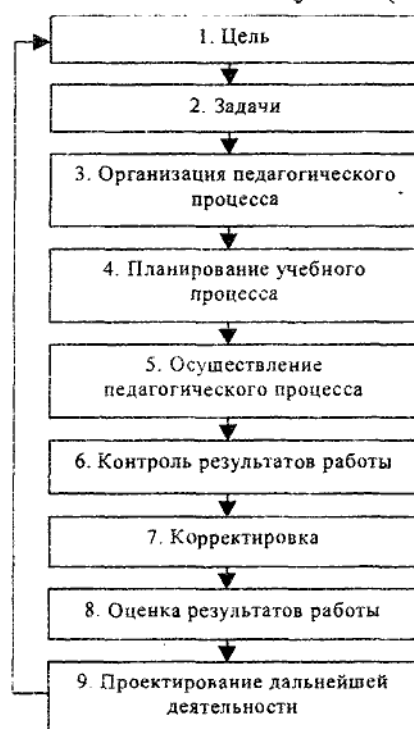 1. Цель
2. Задачи
3. Организация педагогического
процесса
4. Планирование учебного
процесса
5. Осуществление
педагогического процесса
6. Контроль результатов работы
7. Корректировка
8. Оценка результатов работы
9. Проектирование дальнейшей
деятельности